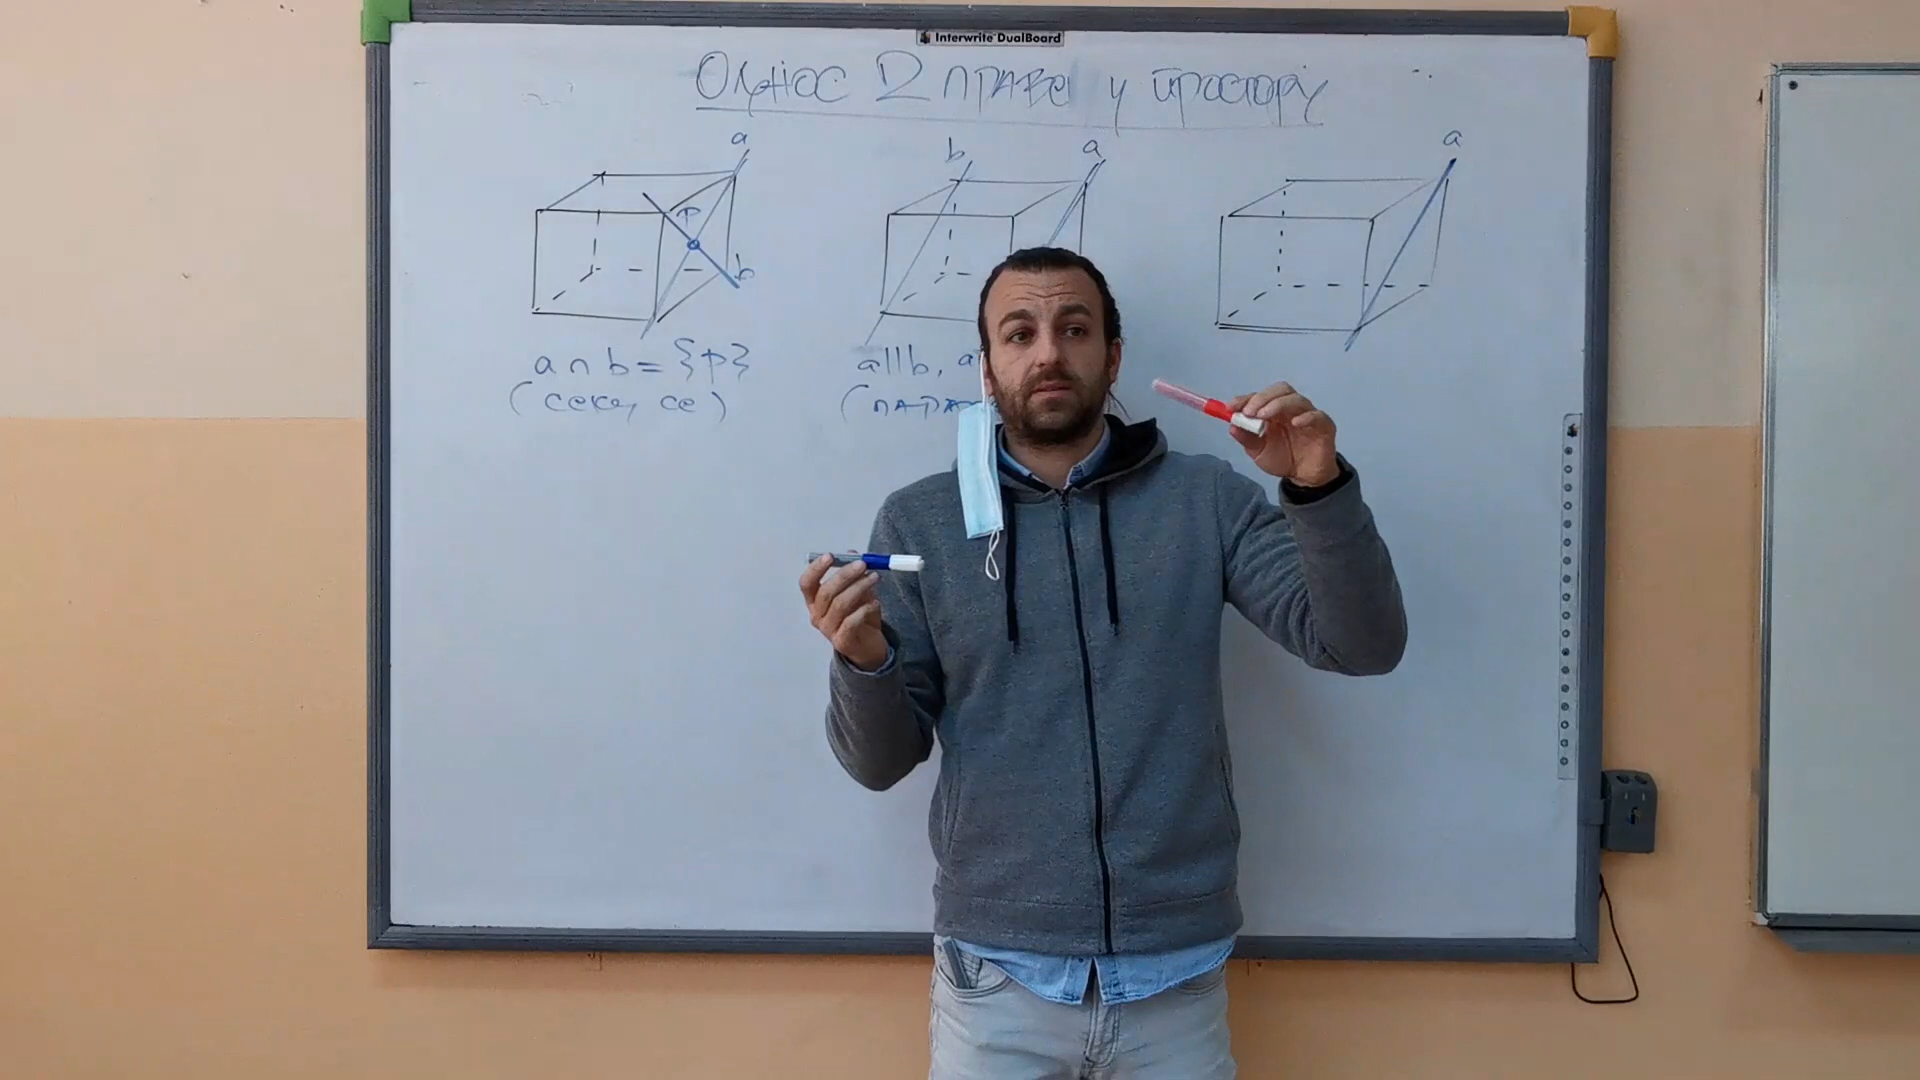 Interwrite DualBoard
Однос 2 праве у простору
a
b
a
a
P
b
a ∩ b = {P}
a||b, a
(секу се)